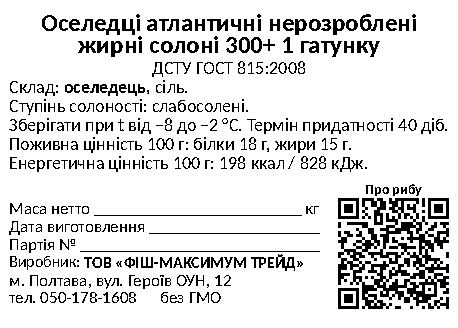 Оселедці атлантичні нерозроблені
жирні солоні 300+ 1 гатунку
ДСТУ ГОСТ 815:2008
Склад: оселедець, сіль.
Ступінь солоності: слабосолені.
Зберігати при t від –8 до –2 °С. Термін придатності 40 діб.
Поживна цінність 100 г: білки 18 г, жири 15 г.
Енергетична цінність 100 г: 198 ккал / 828 кДж.
Про рибу
Маса нетто ____________________ кг
Дата виготовлення ____________________
Партія № ____________________
Виробник: ТОВ «ФІШ-МАКСИМУМ ТРЕЙД»
м. Полтава, вул. Героїв ОУН, 12
тел. 050-178-1608 без ГМО